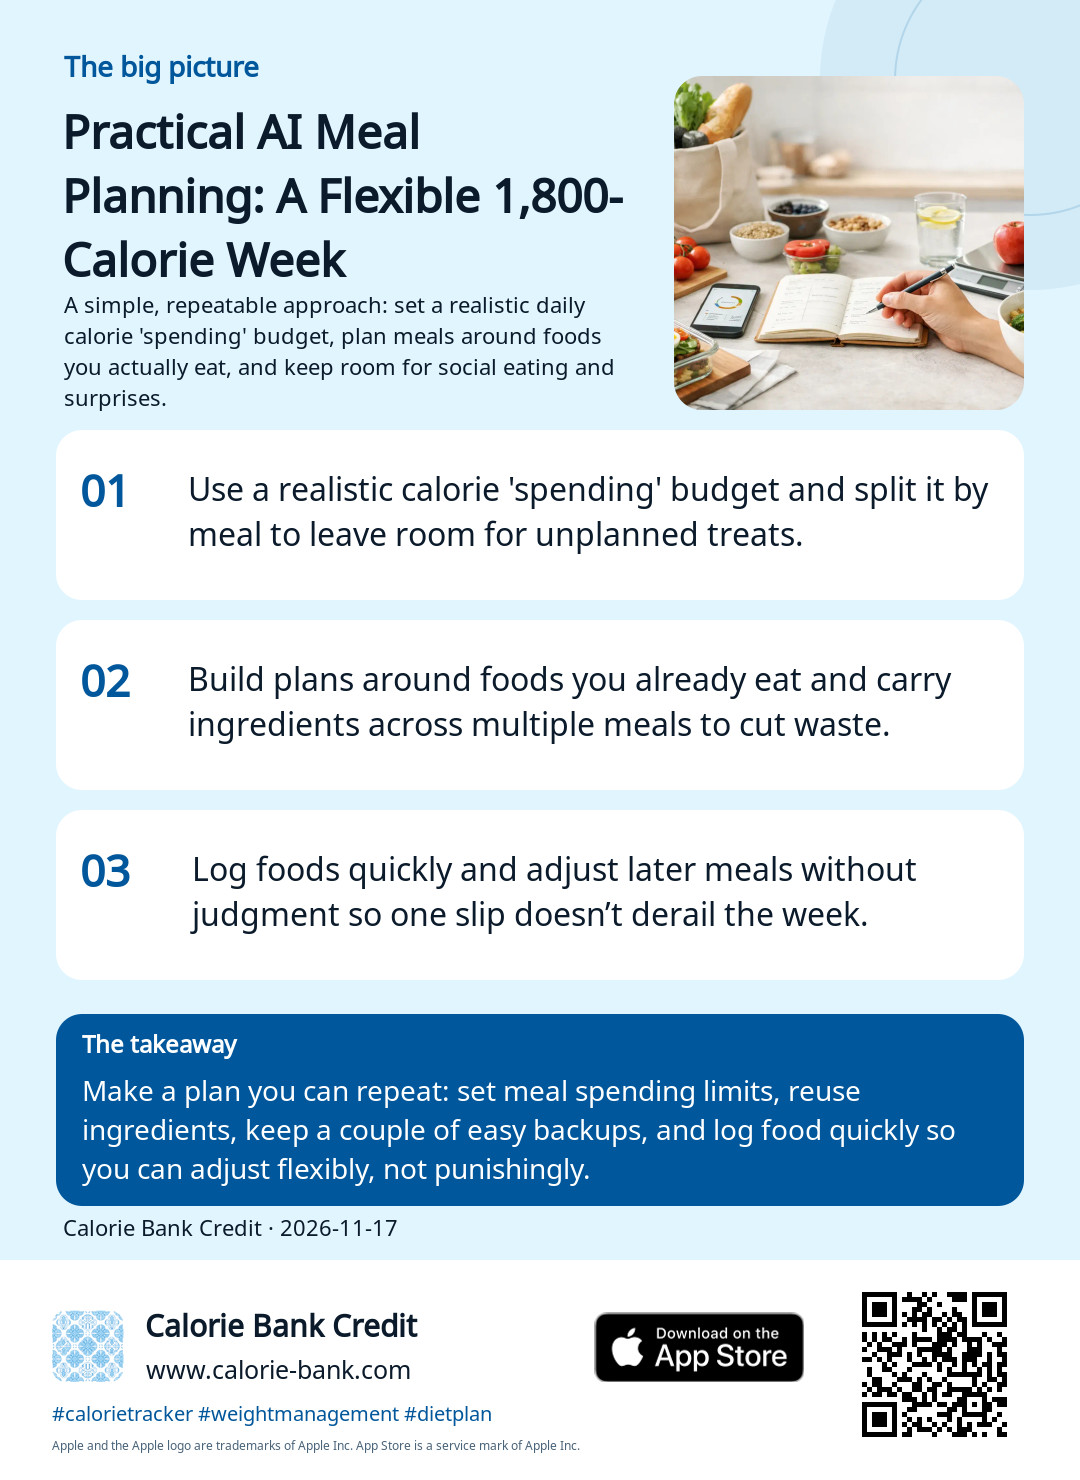 The big picture
Practical AI Meal
Planning: A Flexible 1,800-
Calorie Week
A simple, repeatable approach: set a realistic daily
calorie 'spending' budget, plan meals around foods
you actually eat, and keep room for social eating and
surprises.
01
Use a realistic calorie 'spending' budget and split it by
meal to leave room for unplanned treats.
02
Build plans around foods you already eat and carry
ingredients across multiple meals to cut waste.
03
Log foods quickly and adjust later meals without
judgment so one slip doesn’t derail the week.
The takeaway
Make a plan you can repeat: set meal spending limits, reuse
ingredients, keep a couple of easy backups, and log food quickly so
you can adjust flexibly, not punishingly.
Calorie Bank Credit · 2026-11-17
Calorie Bank Credit
www.calorie-bank.com
Download on the
App Store
#calorietracker #weightmanagement #dietplan
Apple and the Apple logo are trademarks of Apple Inc. App Store is a service mark of Apple Inc.